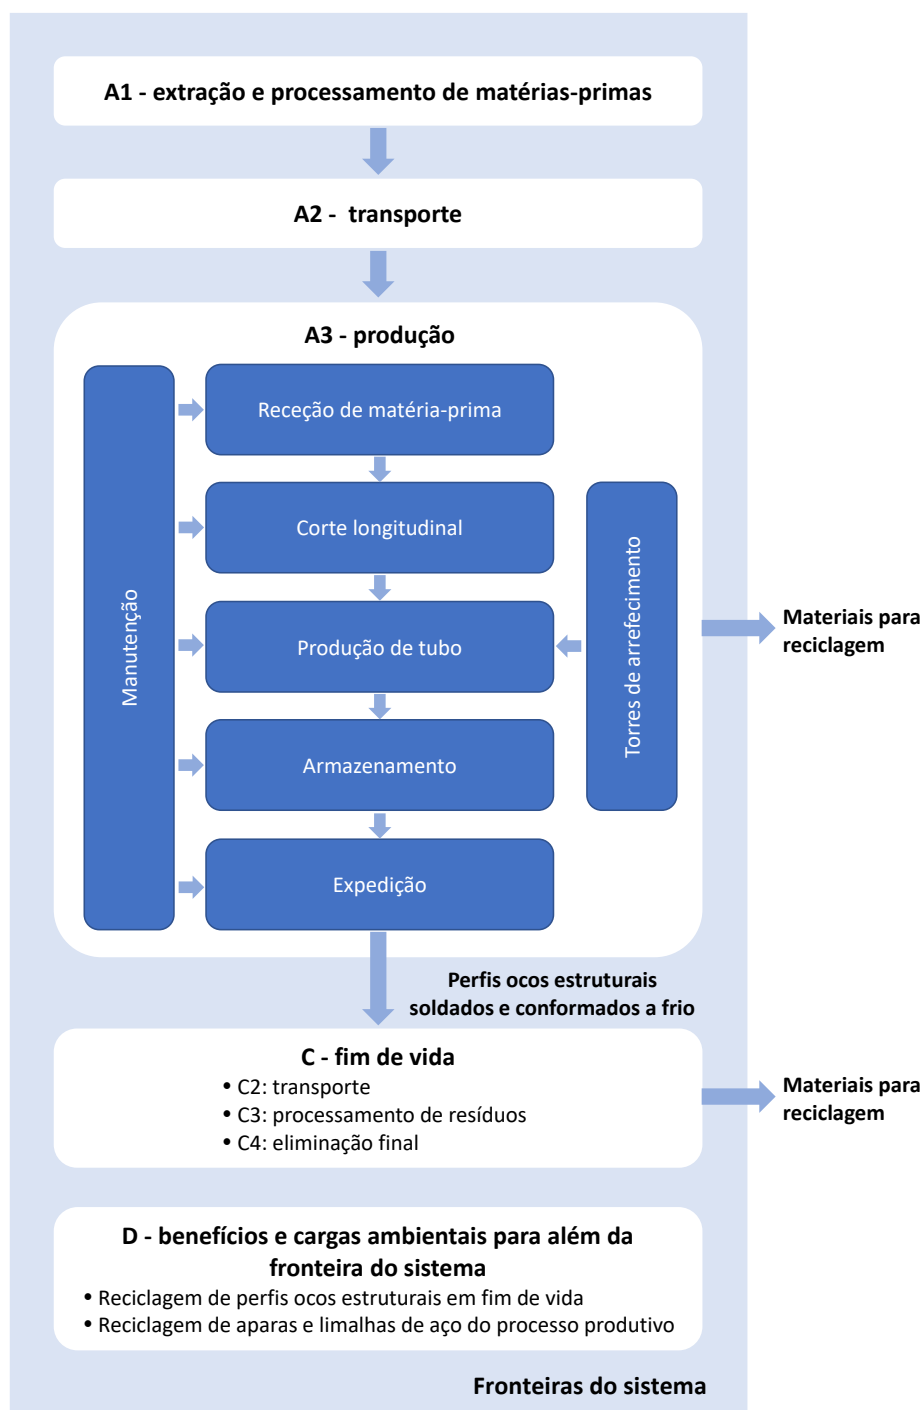 A1 - extração e processamento de matérias-primas
A2 - transporte
A3 - produção
Manutenção
Receção de matéria-prima
Corte longitudinal
Produção de tubo
Armazenamento
Expedição
Torres de arrefecimento
Materiais para
reciclagem
Perfis ocos estruturais
soldados e conformados a frio
C - fim de vida
• C2: transporte
• C3: processamento de resíduos
• C4: eliminação final
Materiais para
reciclagem
D - benefícios e cargas ambientais para além da
fronteira do sistema
• Reciclagem de perfis ocos estruturais em fim de vida
• Reciclagem de aparas e limalhas de aço do processo produtivo
Fronteiras do sistema